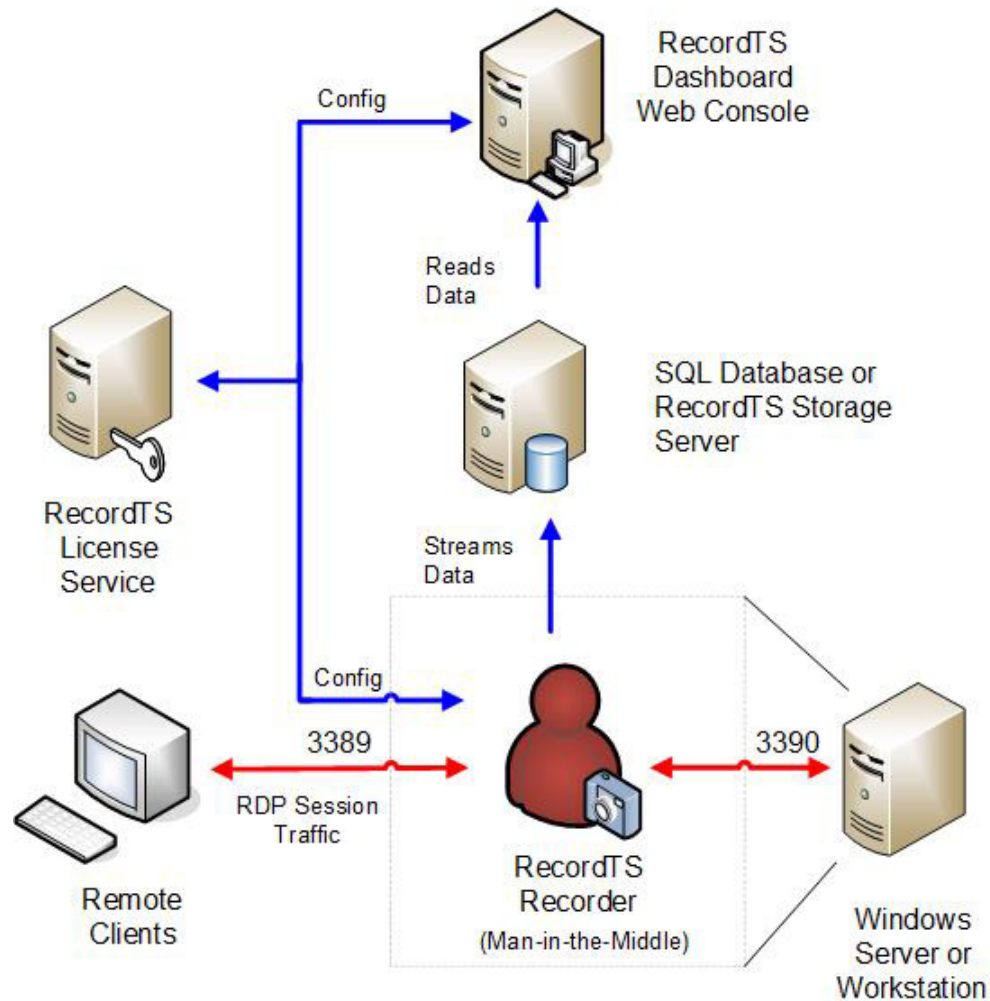 RecordTS
Dashboard
Web Console
Config
Reads
Data
SQL Database or
RecordTS Storage
Server
RecordTS
License
Service
Streams
Data
Config
3389
3390
RDP Session
Traffic
RecordTS
Recorder
(Man-in-the-Middle)
Remote
Clients
Windows
Server or
Workstation